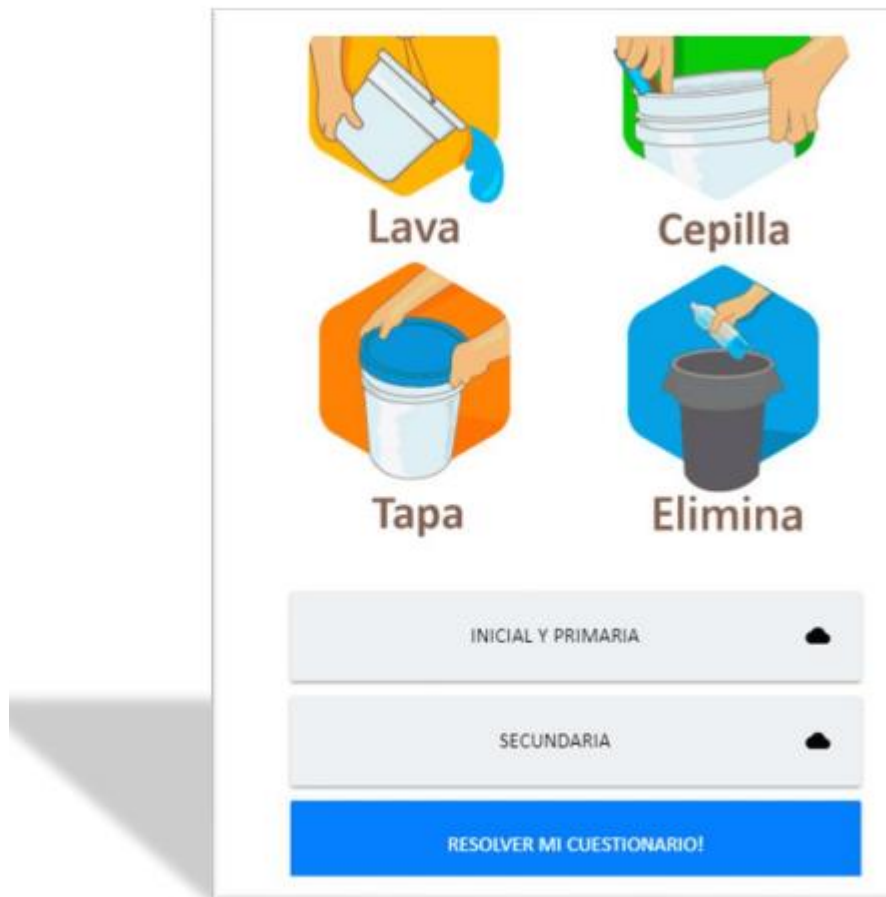 Lava
Cepilla
Tapa
Elimina
INICIAL Y PRIMARIA
SECUNDARIA
RESOLVER MI CUESTIONARIO!